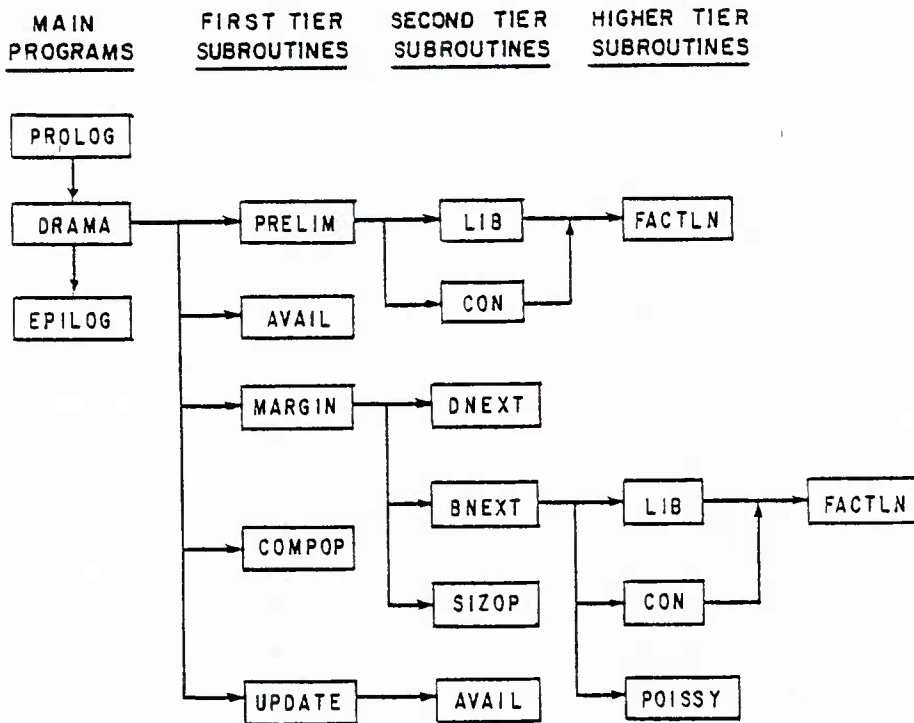 MAIN PROGRAMS
FIRST TIER SUBROUTINES
SECOND TIER SUBROUTINES
HIGHER TIER SUBROUTINES
PROLOG
DRAMA
PRELIM
LIB
FACTLN
CON
EPILOG
AVAIL
MARGIN
DNEXT
BNEXT
LIB
FACTLN
COMPOP
SIZOP
CON
UPDATE
AVAIL
POISSY